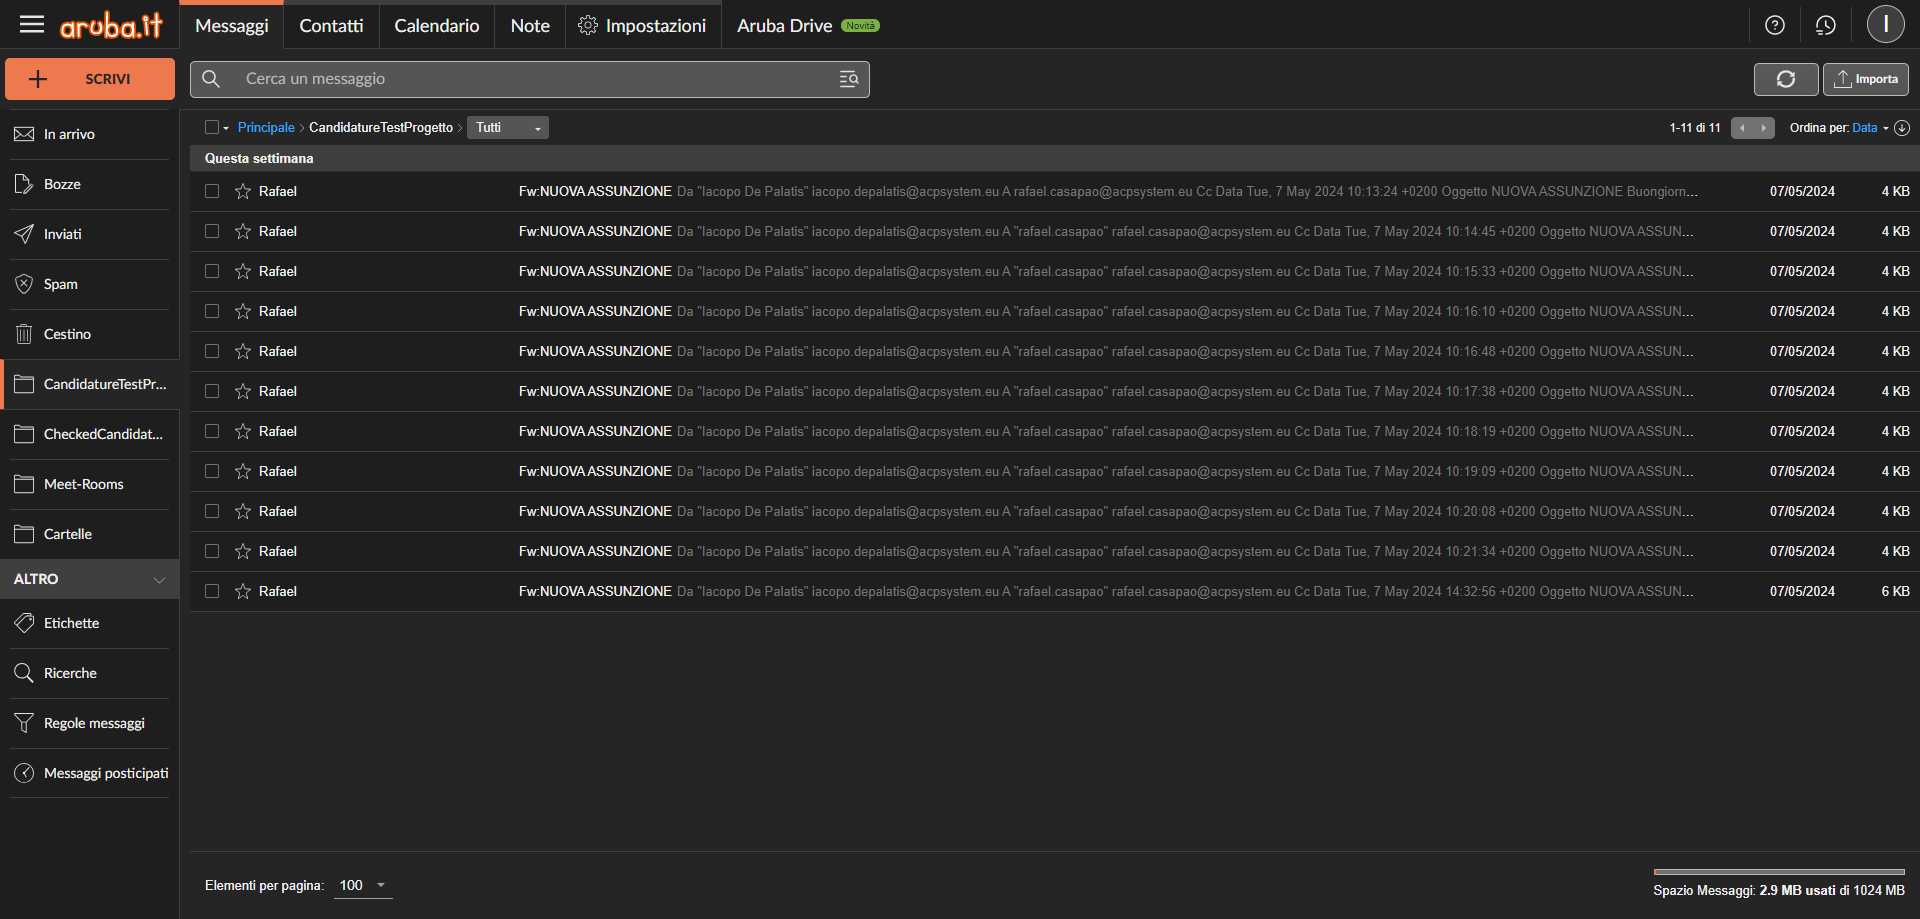 aruba.it Messaggi Contatti Calendario Note Impostazioni Aruba Drive Novità I
SCRIVI Cerca un messaggio Importa
In arrivo
Bozze
Inviati
Spam
Cestino
CandidatureTestPr...
CheckedCandidat...
Meet-Rooms
Cartelle
ALTRO
Etichette
Ricerche
Regole messaggi
Messaggi posticipati
Principale CandidatureTestProgetto Tutti 1-11 di 11 Ordina per: Data
Questa settimana
Rafael Fw:NUOVA ASSUNZIONE Da "Iacopo De Palatis" iacopo.depalatis@acpsystem.eu A rafael.casapao@acpsystem.eu Cc Data Tue, 7 May 2024 10:13:24 +0200 Oggetto NUOVA ASSUNZIONE Buongiorn... 07/05/2024 4 KB
Rafael Fw:NUOVA ASSUNZIONE Da "Iacopo De Palatis" iacopo.depalatis@acpsystem.eu A "rafael.casapao" rafael.casapao@acpsystem.eu Cc Data Tue, 7 May 2024 10:14:45 +0200 Oggetto NUOVA ASSUN... 07/05/2024 4 KB
Rafael Fw:NUOVA ASSUNZIONE Da "Iacopo De Palatis" iacopo.depalatis@acpsystem.eu A "rafael.casapao" rafael.casapao@acpsystem.eu Cc Data Tue, 7 May 2024 10:15:33 +0200 Oggetto NUOVA ASSUN... 07/05/2024 4 KB
Rafael Fw:NUOVA ASSUNZIONE Da "Iacopo De Palatis" iacopo.depalatis@acpsystem.eu A "rafael.casapao" rafael.casapao@acpsystem.eu Cc Data Tue, 7 May 2024 10:16:10 +0200 Oggetto NUOVA ASSUN... 07/05/2024 4 KB
Rafael Fw:NUOVA ASSUNZIONE Da "Iacopo De Palatis" iacopo.depalatis@acpsystem.eu A "rafael.casapao" rafael.casapao@acpsystem.eu Cc Data Tue, 7 May 2024 10:16:48 +0200 Oggetto NUOVA ASSUN... 07/05/2024 4 KB
Rafael Fw:NUOVA ASSUNZIONE Da "Iacopo De Palatis" iacopo.depalatis@acpsystem.eu A "rafael.casapao" rafael.casapao@acpsystem.eu Cc Data Tue, 7 May 2024 10:17:38 +0200 Oggetto NUOVA ASSUN... 07/05/2024 4 KB
Rafael Fw:NUOVA ASSUNZIONE Da "Iacopo De Palatis" iacopo.depalatis@acpsystem.eu A "rafael.casapao" rafael.casapao@acpsystem.eu Cc Data Tue, 7 May 2024 10:18:19 +0200 Oggetto NUOVA ASSUN... 07/05/2024 4 KB
Rafael Fw:NUOVA ASSUNZIONE Da "Iacopo De Palatis" iacopo.depalatis@acpsystem.eu A "rafael.casapao" rafael.casapao@acpsystem.eu Cc Data Tue, 7 May 2024 10:19:09 +0200 Oggetto NUOVA ASSUN... 07/05/2024 4 KB
Rafael Fw:NUOVA ASSUNZIONE Da "Iacopo De Palatis" iacopo.depalatis@acpsystem.eu A "rafael.casapao" rafael.casapao@acpsystem.eu Cc Data Tue, 7 May 2024 10:20:08 +0200 Oggetto NUOVA ASSUN... 07/05/2024 4 KB
Rafael Fw:NUOVA ASSUNZIONE Da "Iacopo De Palatis" iacopo.depalatis@acpsystem.eu A "rafael.casapao" rafael.casapao@acpsystem.eu Cc Data Tue, 7 May 2024 10:21:34 +0200 Oggetto NUOVA ASSUN... 07/05/2024 4 KB
Rafael Fw:NUOVA ASSUNZIONE Da "Iacopo De Palatis" iacopo.depalatis@acpsystem.eu A "rafael.casapao" rafael.casapao@acpsystem.eu Cc Data Tue, 7 May 2024 14:32:56 +0200 Oggetto NUOVA ASSUN... 07/05/2024 6 KB
Elementi per pagina: 100 Spazio Messaggi: 2.9 MB usati di 1024 MB